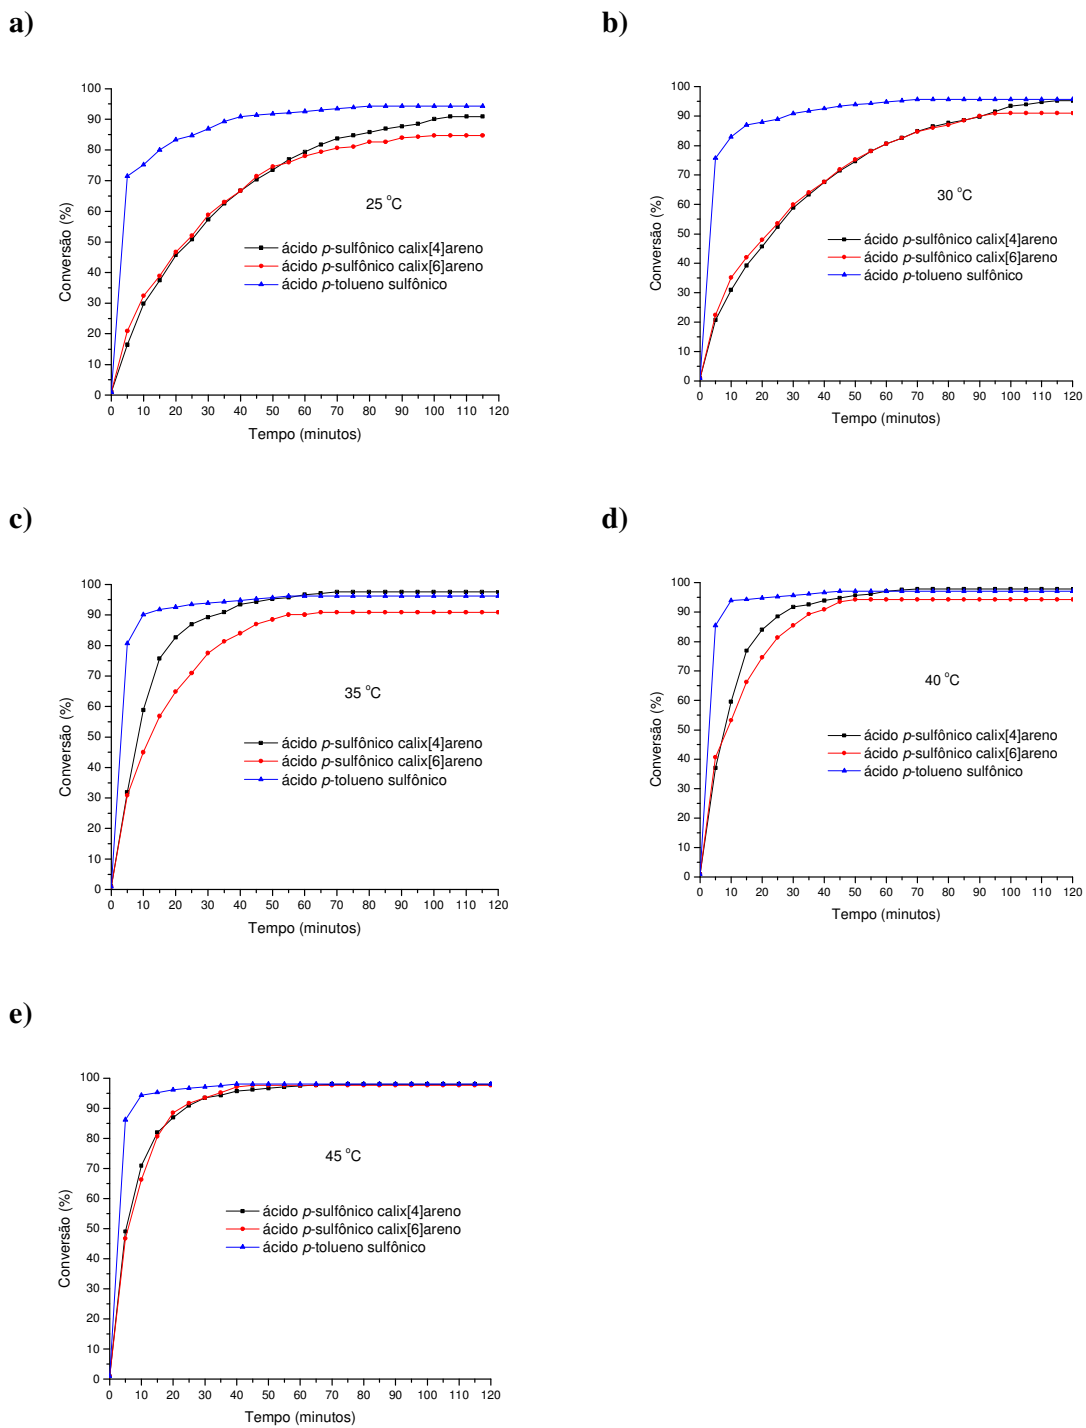 a)
100
90
80
70
60
50
40
30
20
10
0
Conversão (%)
25 °C
ácido p-sulfônico calix[4]areno
ácido p-sulfônico calix[6]areno
ácido p-tolueno sulfônico
0 10 20 30 40 50 60 70 80 90 100 110 120
Tempo (minutos)
b)
100
90
80
70
60
50
40
30
20
10
0
Conversão (%)
30 °C
ácido p-sulfônico calix[4]areno
ácido p-sulfônico calix[6]areno
ácido p-tolueno sulfônico
0 10 20 30 40 50 60 70 80 90 100 110 120
Tempo (minutos)
c)
100
90
80
70
60
50
40
30
20
10
0
Conversão (%)
35 °C
ácido p-sulfônico calix[4]areno
ácido p-sulfônico calix[6]areno
ácido p-tolueno sulfônico
0 10 20 30 40 50 60 70 80 90 100 110 120
Tempo (minutos)
d)
100
90
80
70
60
50
40
30
20
10
0
Conversão (%)
40 °C
ácido p-sulfônico calix[4]areno
ácido p-sulfônico calix[6]areno
ácido p-tolueno sulfônico
0 10 20 30 40 50 60 70 80 90 100 110 120
Tempo (minutos)
e)
100
90
80
70
60
50
40
30
20
10
0
Conversão (%)
45 °C
ácido p-sulfônico calix[4]areno
ácido p-sulfônico calix[6]areno
ácido p-tolueno sulfônico
0 10 20 30 40 50 60 70 80 90 100 110 120
Tempo (minutos)